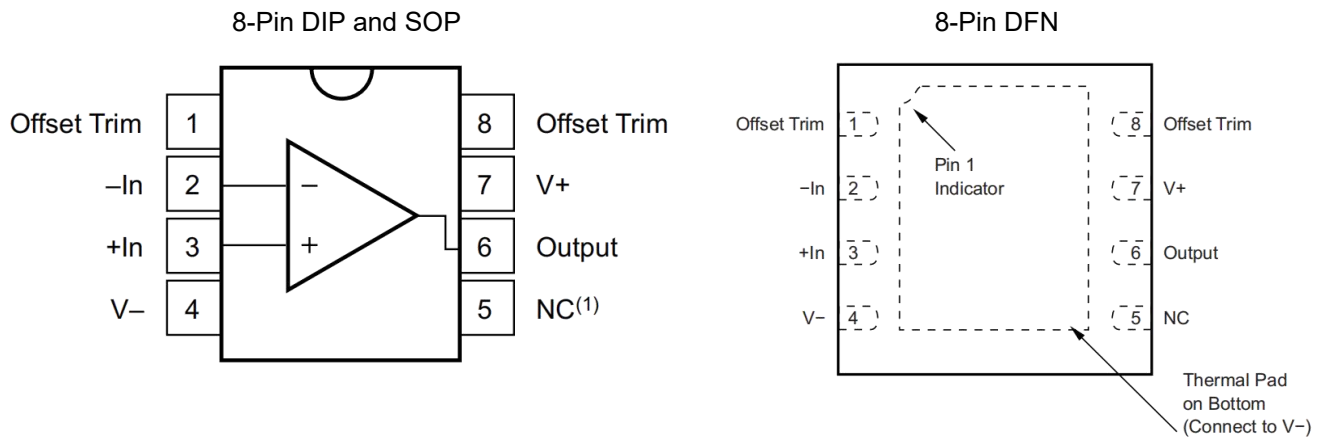 8-Pin DIP and SOP
Offset Trim 1 8 Offset Trim
–In 2 – 7 V+
+In 3 + 6 Output
V– 4 5 NC(1)
8-Pin DFN
Offset Trim 1 8 Offset Trim
Pin 1
Indicator
−In 2 7 V+
+In 3 6 Output
V− 4 5 NC
Thermal Pad
on Bottom
(Connect to V−)